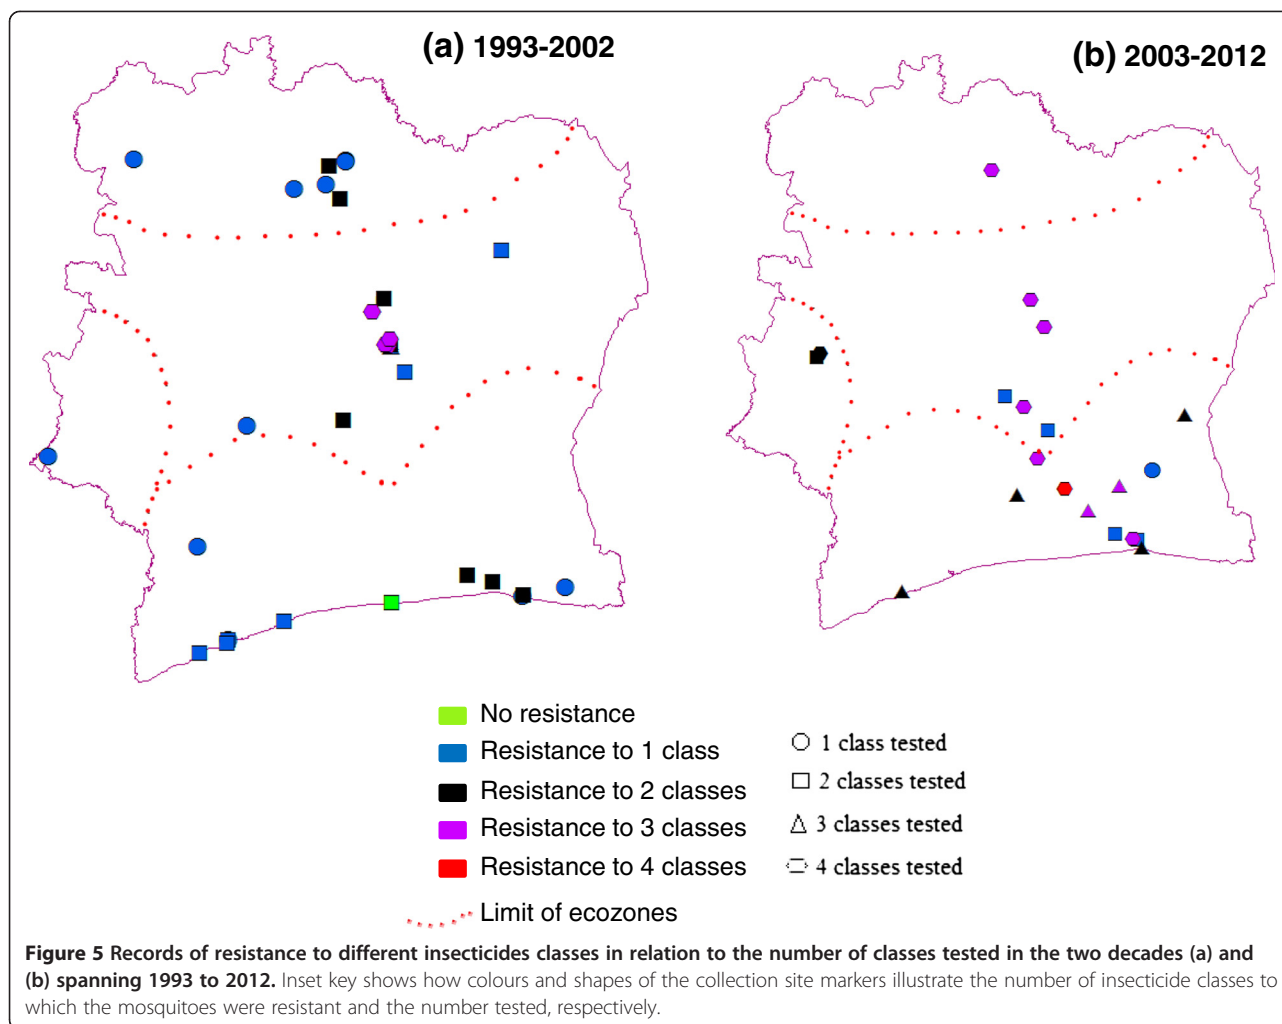 (a) 1993-2002
(b) 2003-2012
No resistance
Resistance to 1 class
Resistance to 2 classes
Resistance to 3 classes
Resistance to 4 classes
Limit of ecozones
1 class tested
2 classes tested
3 classes tested
4 classes tested
Figure 5 Records of resistance to different insecticides classes in relation to the number of classes tested in the two decades (a) and
(b) spanning 1993 to 2012. Inset key shows how colours and shapes of the collection site markers illustrate the number of insecticide classes to
which the mosquitoes were resistant and the number tested, respectively.